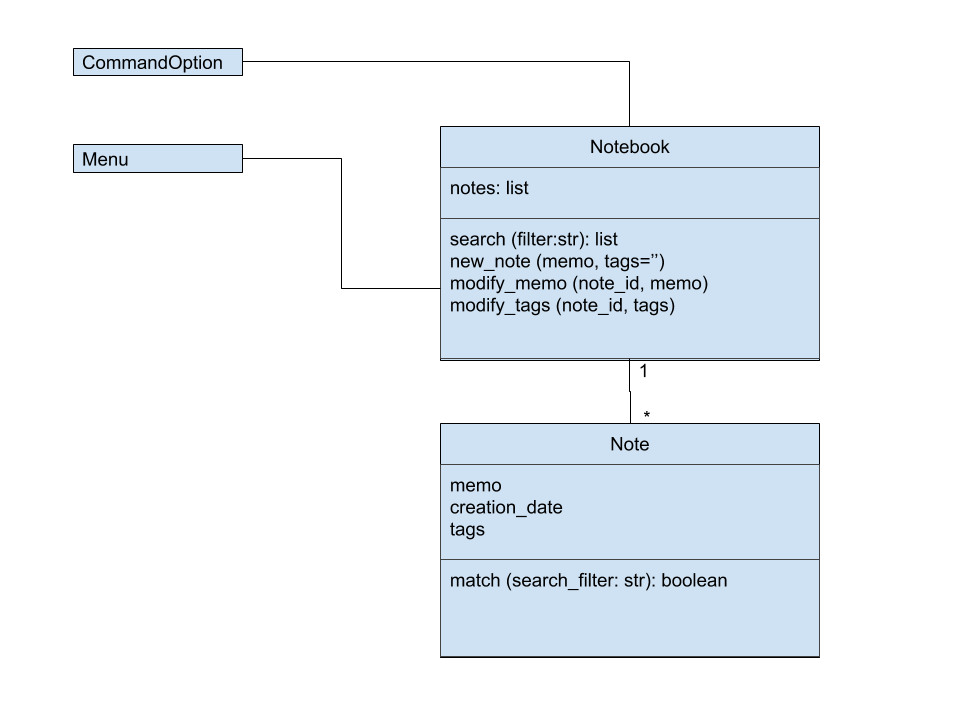 CommandOption
Menu
Notebook
notes: list
search (filter:str): list
new_note (memo, tags=’’)
modify_memo (note_id, memo)
modify_tags (note_id, tags)
1
*
Note
memo
creation_date
tags
match (search_filter: str): boolean